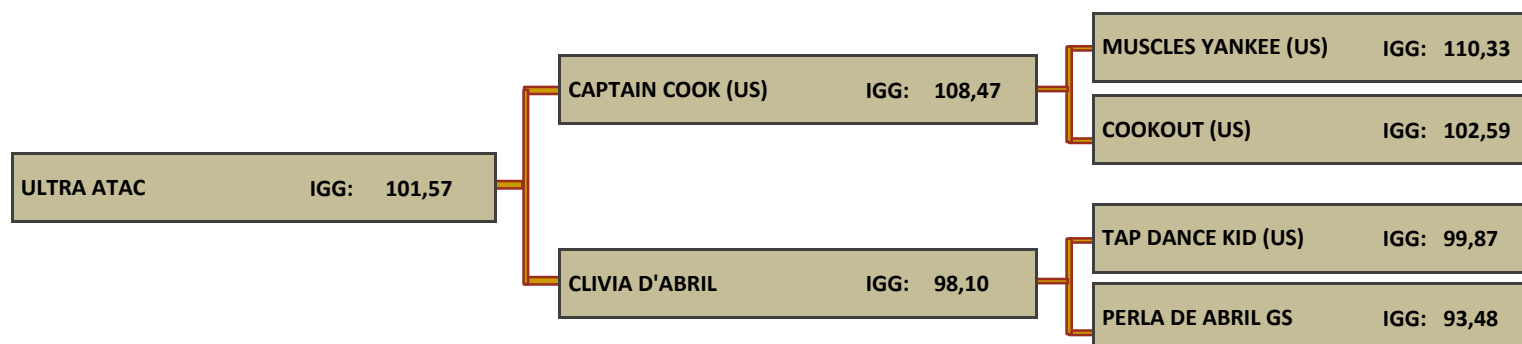 MUSCLES YANKEE (US) IGG: 110,33
CAPTAIN COOK (US) IGG: 108,47
COOKOUT (US) IGG: 102,59
ULTRA ATAC IGG: 101,57
TAP DANCE KID (US) IGG: 99,87
CLIVIA D'ABRIL IGG: 98,10
PERLA DE ABRIL GS IGG: 93,48